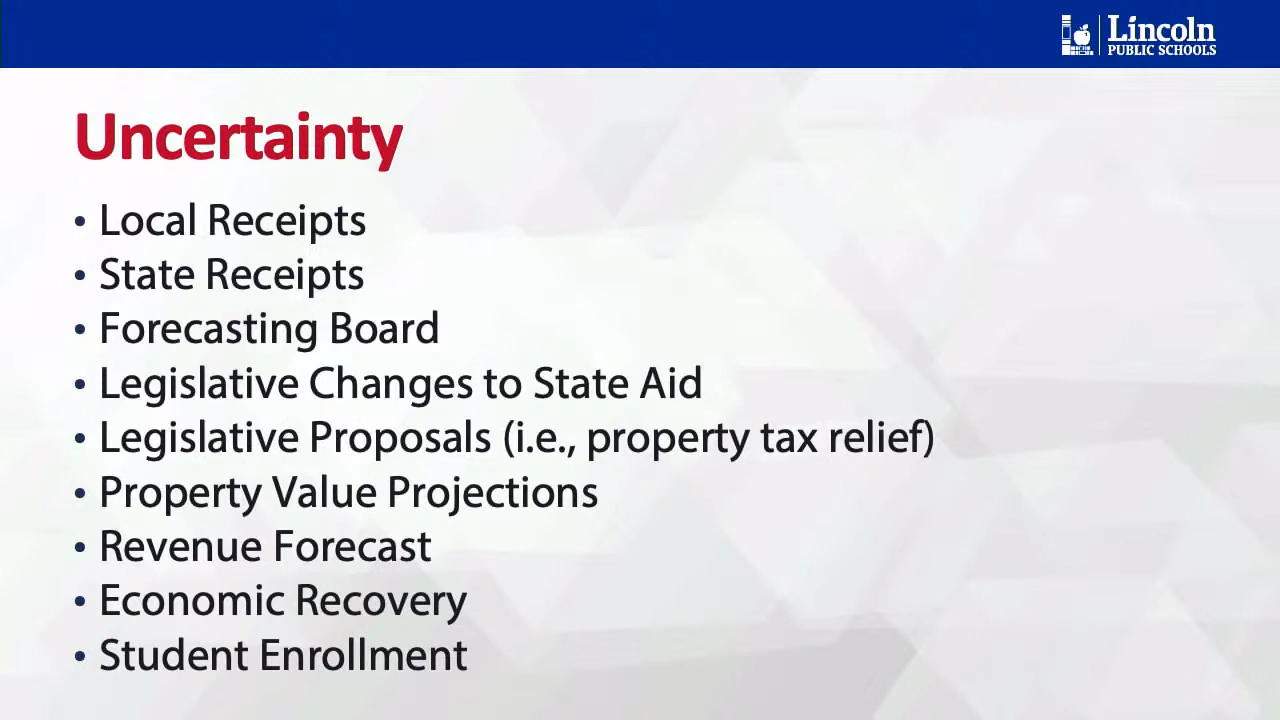 Lincoln
PUBLIC SCHOOLS
Uncertainty
• Local Receipts
• State Receipts
• Forecasting Board
• Legislative Changes to State Aid
• Legislative Proposals (i.e., property tax relief)
• Property Value Projections
• Revenue Forecast
• Economic Recovery
• Student Enrollment